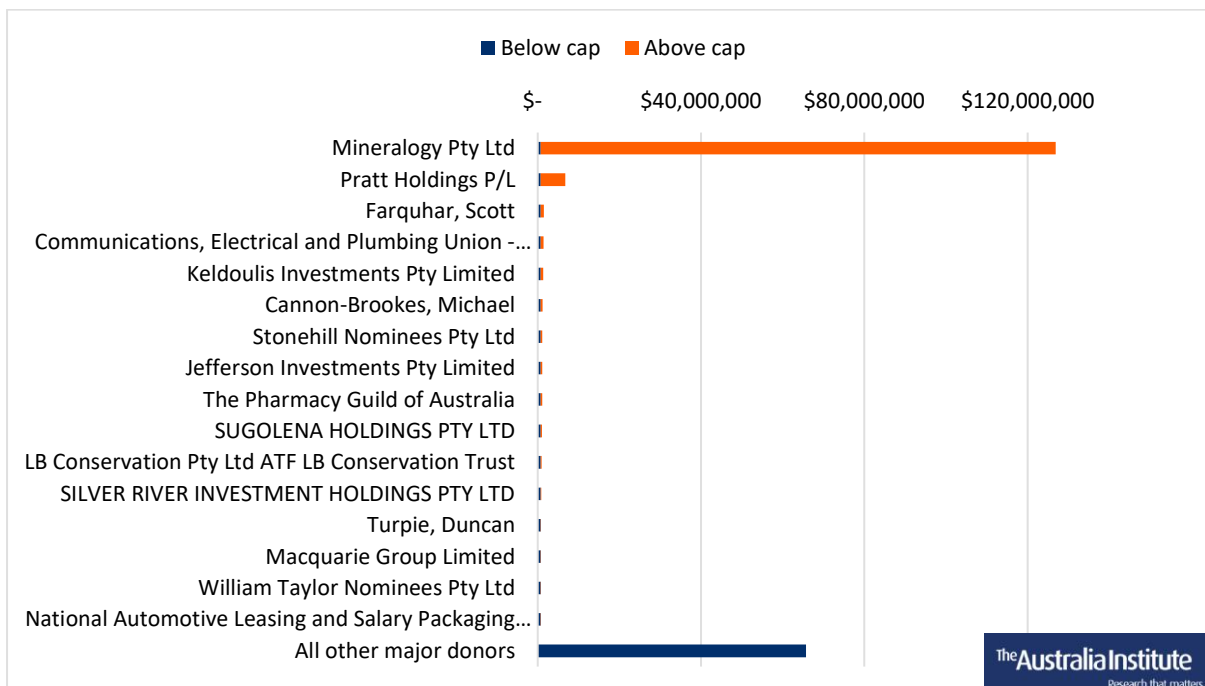 Below cap Above cap
$- $40,000,000 $80,000,000 $120,000,000
Mineralogy Pty Ltd
Pratt Holdings P/L
Farquhar, Scott
Communications, Electrical and Plumbing Union -...
Keldoulis Investments Pty Limited
Cannon-Brookes, Michael
Stonehill Nominees Pty Ltd
Jefferson Investments Pty Limited
The Pharmacy Guild of Australia
SUGOLENA HOLDINGS PTY LTD
LB Conservation Pty Ltd ATF LB Conservation Trust
SILVER RIVER INVESTMENT HOLDINGS PTY LTD
Turpie, Duncan
Macquarie Group Limited
William Taylor Nominees Pty Ltd
National Automotive Leasing and Salary Packaging...
All other major donors
The Australia Institute
Research that matters